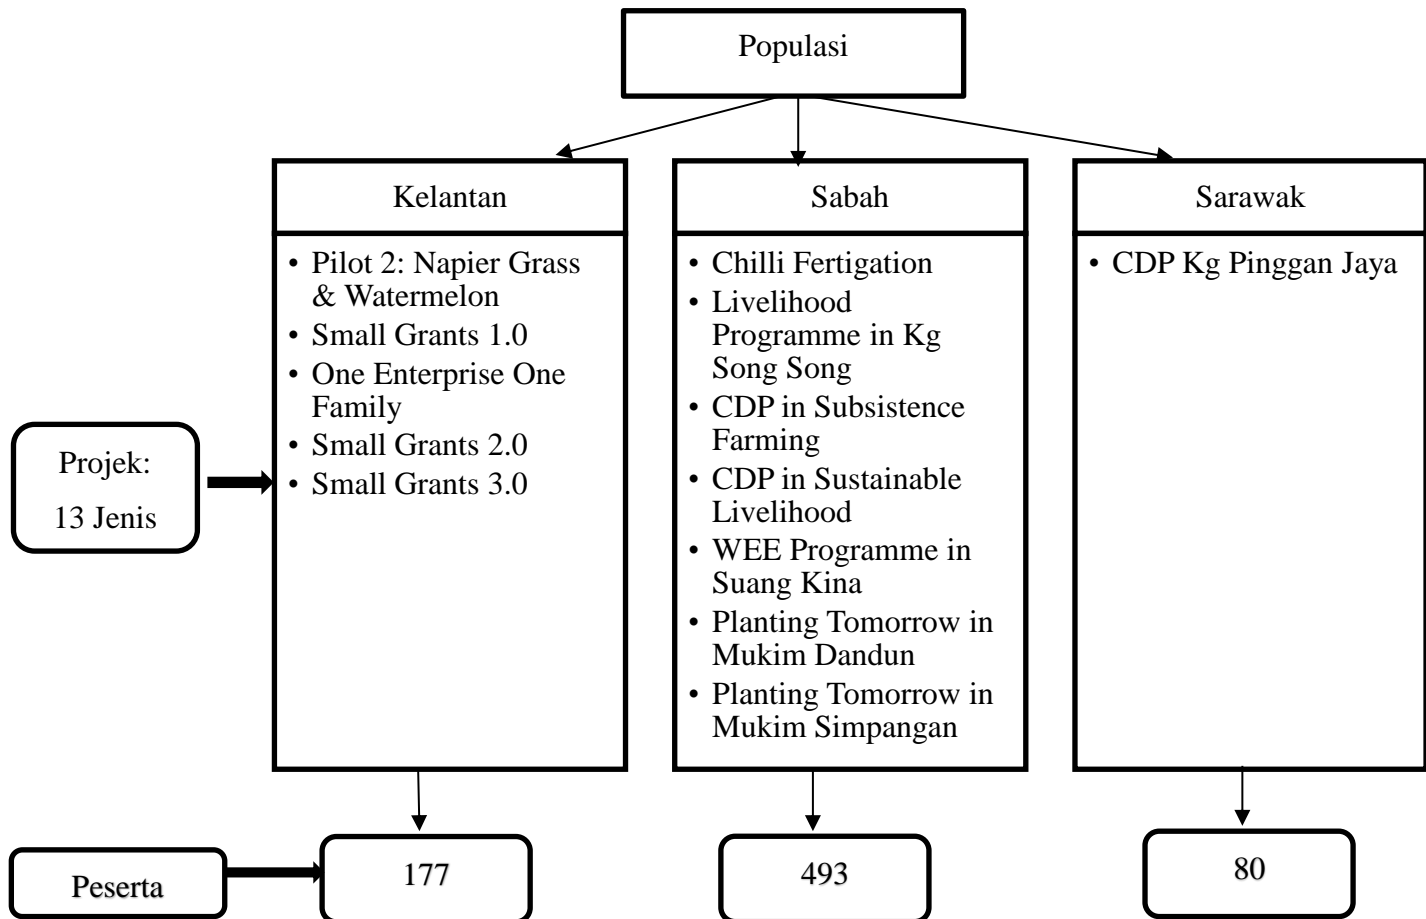 Populasi
Kelantan
• Pilot 2: Napier Grass
& Watermelon
• Small Grants 1.0
• One Enterprise One
Family
• Small Grants 2.0
• Small Grants 3.0
Sabah
• Chilli Fertigation
• Livelihood
Programme in Kg
Song Song
• CDP in Subsistence
Farming
• CDP in Sustainable
Livelihood
• WEE Programme in
Suang Kina
• Planting Tomorrow in
Mukim Dandun
• Planting Tomorrow in
Mukim Simpangan
Sarawak
• CDP Kg Pinggan Jaya
Projek:
13 Jenis
Peserta
177
493
80